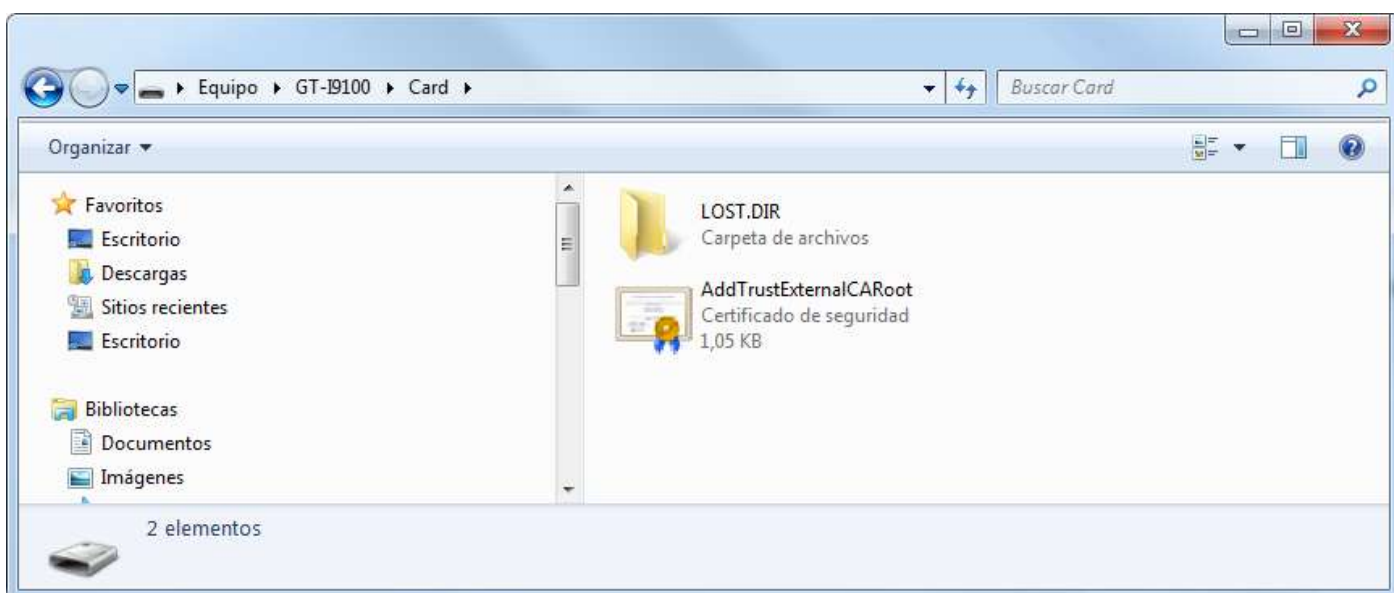 Equipo GT-I9100 Card
Buscar Card
Organizar
Favoritos
Escritorio
Descargas
Sitios recientes
Escritorio
Bibliotecas
Documentos
Imágenes
LOST.DIR
Carpeta de archivos
AddTrustExternalCARoot
Certificado de seguridad
1,05 KB
2 elementos